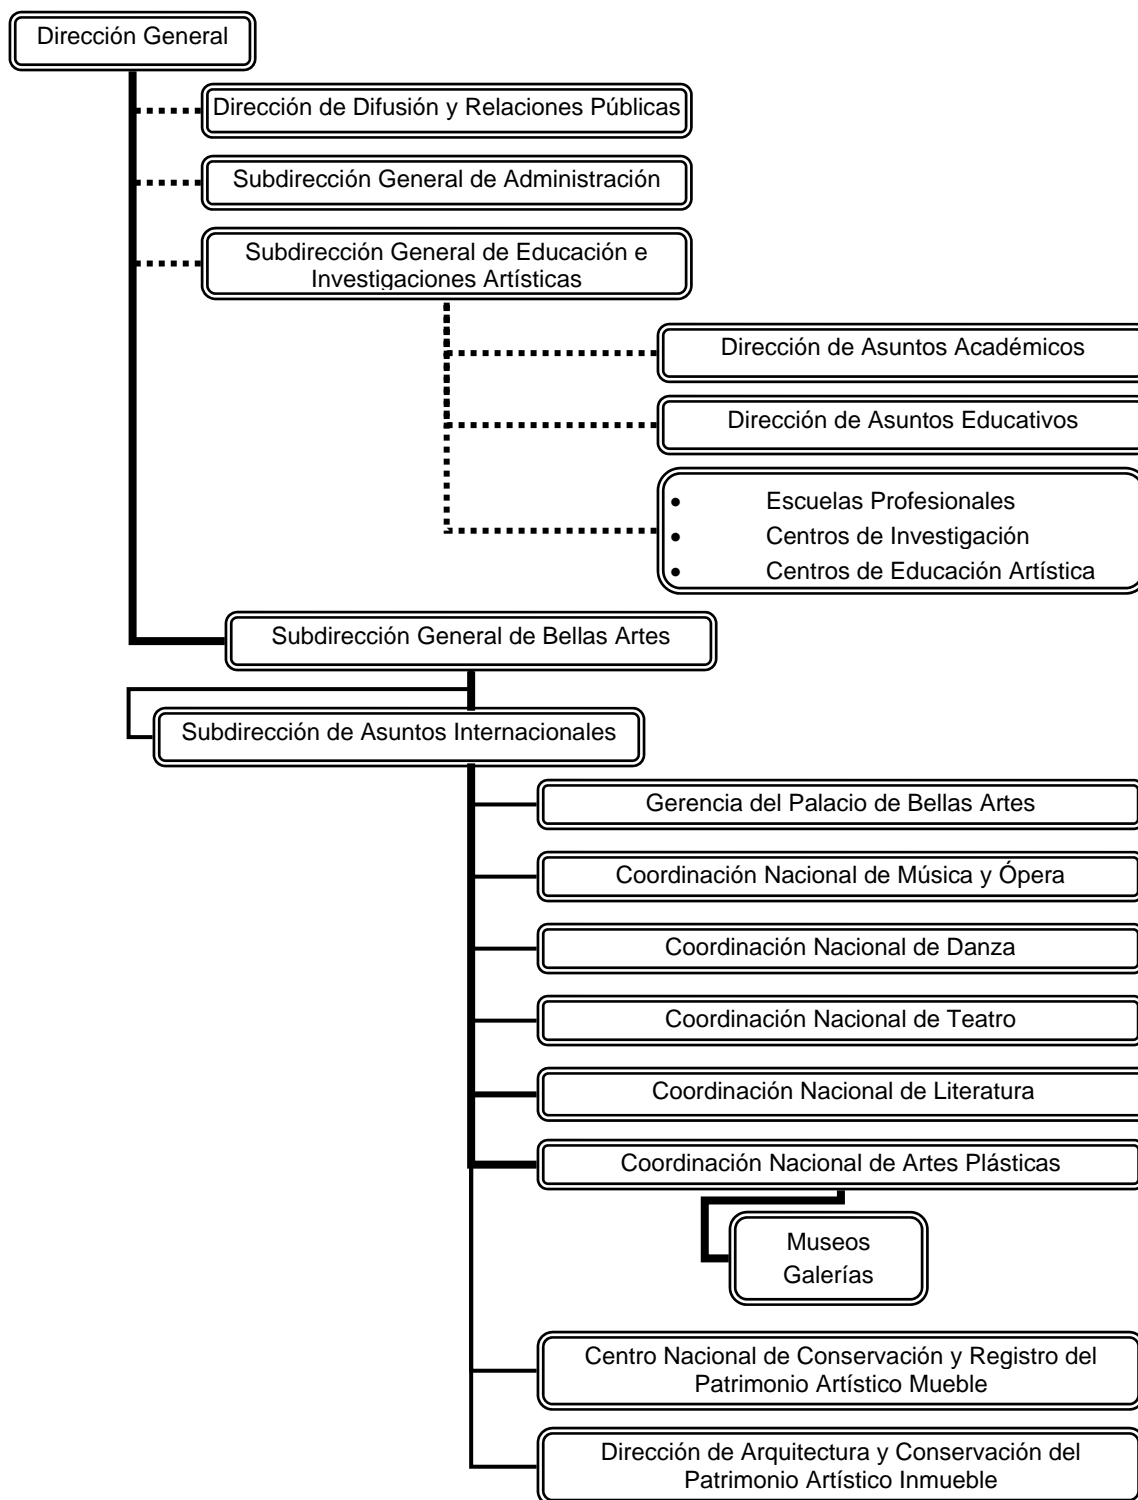 Dirección General
Dirección de Difusión y Relaciones Públicas
Subdirección General de Administración
Subdirección General de Educación e
Investigaciones Artísticas
Dirección de Asuntos Académicos
Dirección de Asuntos Educativos
• Escuelas Profesionales
• Centros de Investigación
• Centros de Educación Artística
Subdirección General de Bellas Artes
Subdirección de Asuntos Internacionales
Gerencia del Palacio de Bellas Artes
Coordinación Nacional de Música y Ópera
Coordinación Nacional de Danza
Coordinación Nacional de Teatro
Coordinación Nacional de Literatura
Coordinación Nacional de Artes Plásticas
Museos
Galerías
Centro Nacional de Conservación y Registro del
Patrimonio Artístico Mueble
Dirección de Arquitectura y Conservación del
Patrimonio Artístico Inmueble